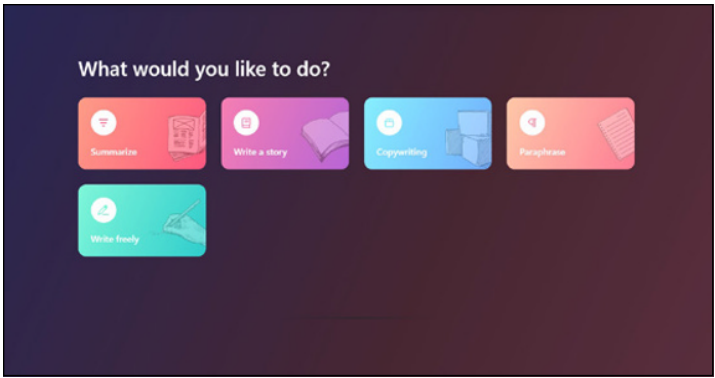 What would you like to do?
Summarize
Write a story
Copywriting
Paraphrase
Write freely